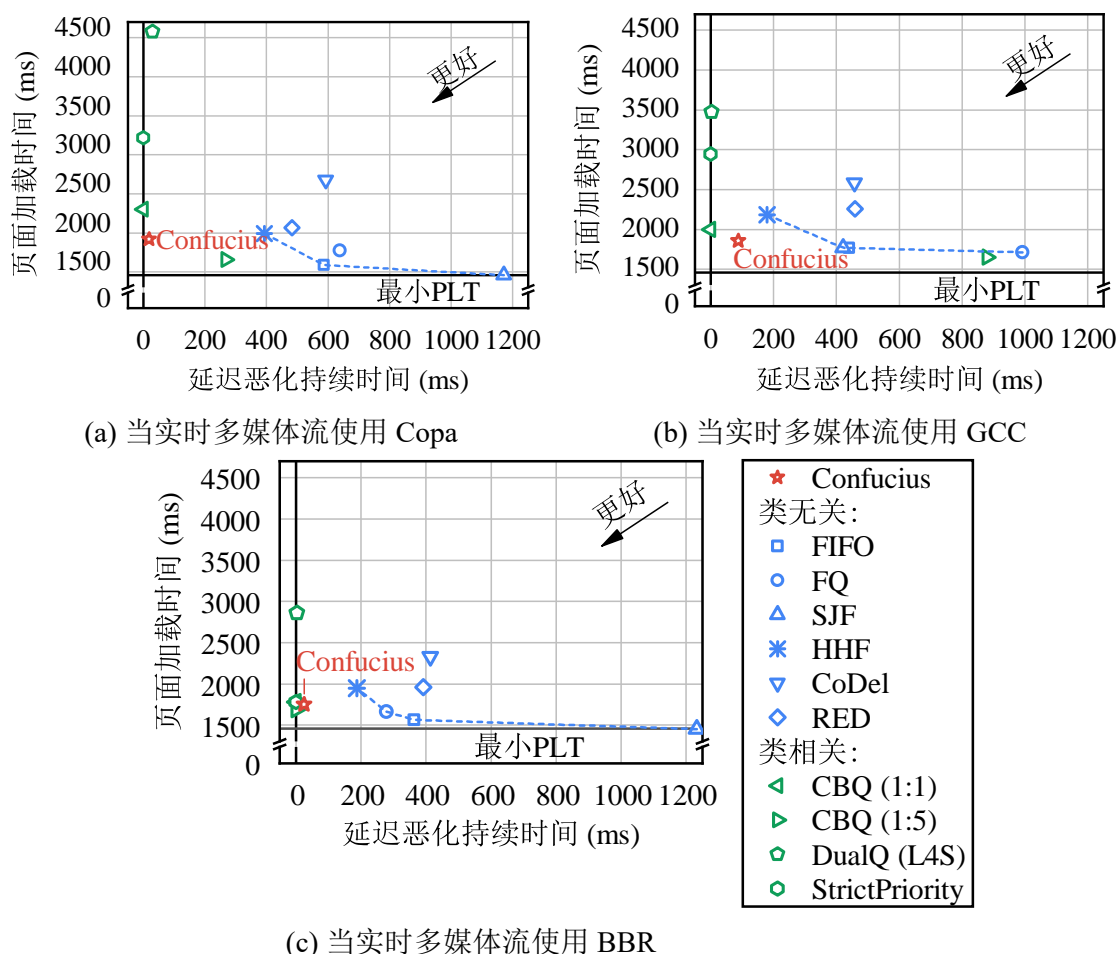 4500
4000
3500
3000
2500
2000
1500
0
页面加载时间 (ms)
更好
Confucius
最小PLT
0 200 400 600 800 1000 1200
延迟恶化持续时间 (ms)
(a) 当实时多媒体流使用 Copa
4500
4000
3500
3000
2500
2000
1500
0
页面加载时间 (ms)
更好
Confucius
最小PLT
0 200 400 600 800 1000 1200
延迟恶化持续时间 (ms)
(b) 当实时多媒体流使用 GCC
4500
4000
3500
3000
2500
2000
1500
0
页面加载时间 (ms)
更好
Confucius
最小PLT
0 200 400 600 800 1000 1200
延迟恶化持续时间 (ms)
(c) 当实时多媒体流使用 BBR
Confucius
类无关:
FIFO
FQ
SJF
HHF
CoDel
RED
类相关:
CBQ (1:1)
CBQ (1:5)
DualQ (L4S)
StrictPriority